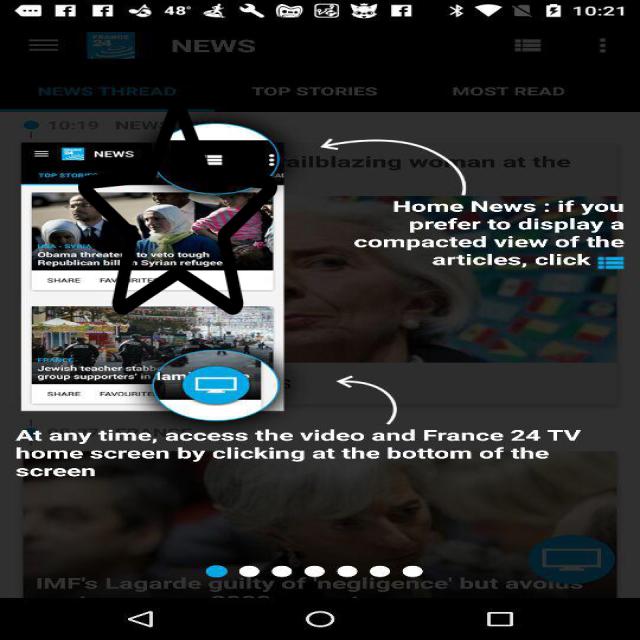 48° 10:21
FRANCE 24 NEWS
NEWS THREAD TOP STORIES MOST READ
10:19 NEWS
railblazing woman at the
FRANCE 24 NEWS
TOP STORIES
Home News : if you
prefer to display a
compacted view of the
articles, click
USA - SYRIA
Obama threatens to veto tough
Republican bill on Syrian refugee
SHARE FAVOURITE
FRANCE
Jewish teacher stabb
group supporters' in
SHARE FAVOURITE
At any time, access the video and France 24 TV
home screen by clicking at the bottom of the
screen
IMF's Lagarde guilty of 'negligence' but avoids